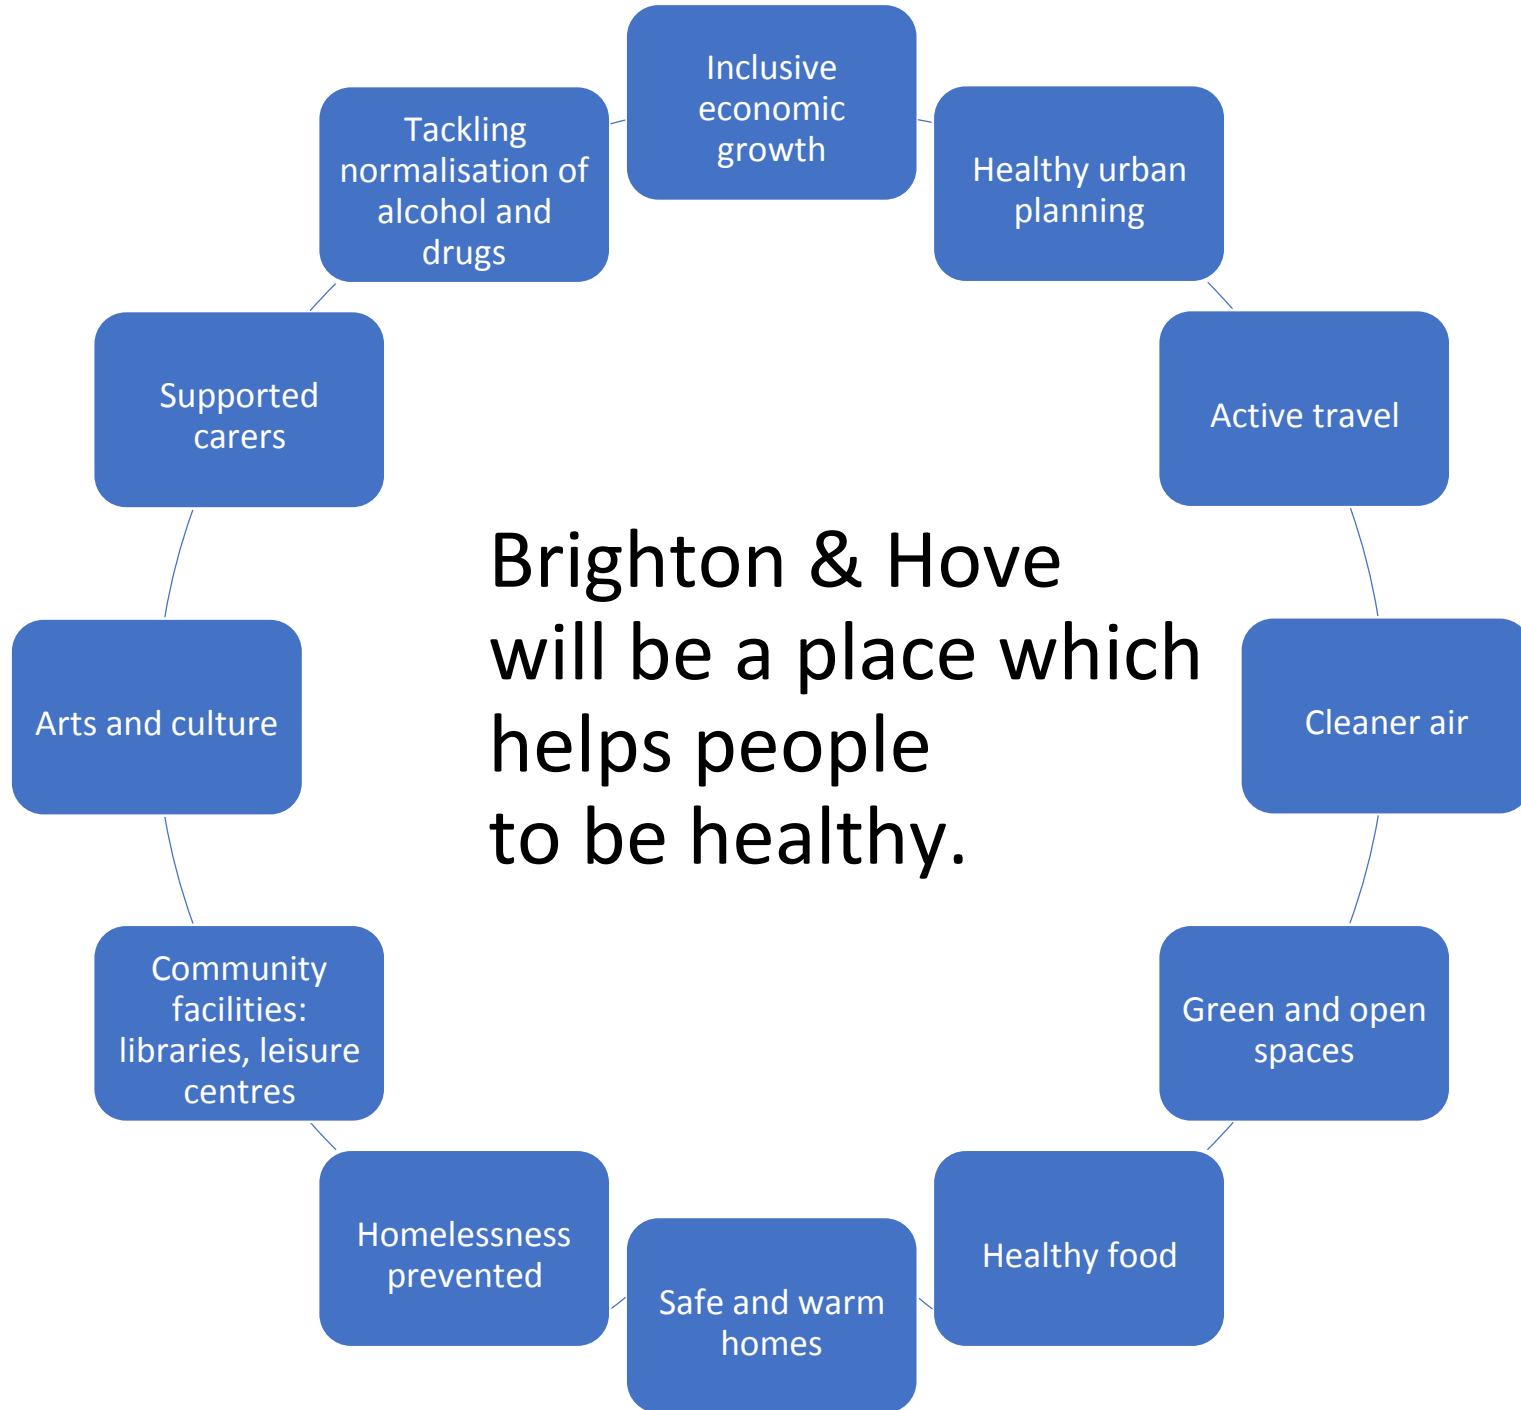 Inclusive
economic
growth
Healthy urban
planning
Active travel
Cleaner air
Green and open
spaces
Healthy food
Safe and warm
homes
Homelessness
prevented
Community
facilities:
libraries, leisure
centres
Arts and culture
Supported
carers
Tackling
normalisation of
alcohol and
drugs
Brighton & Hove
will be a place which
helps people
to be healthy.